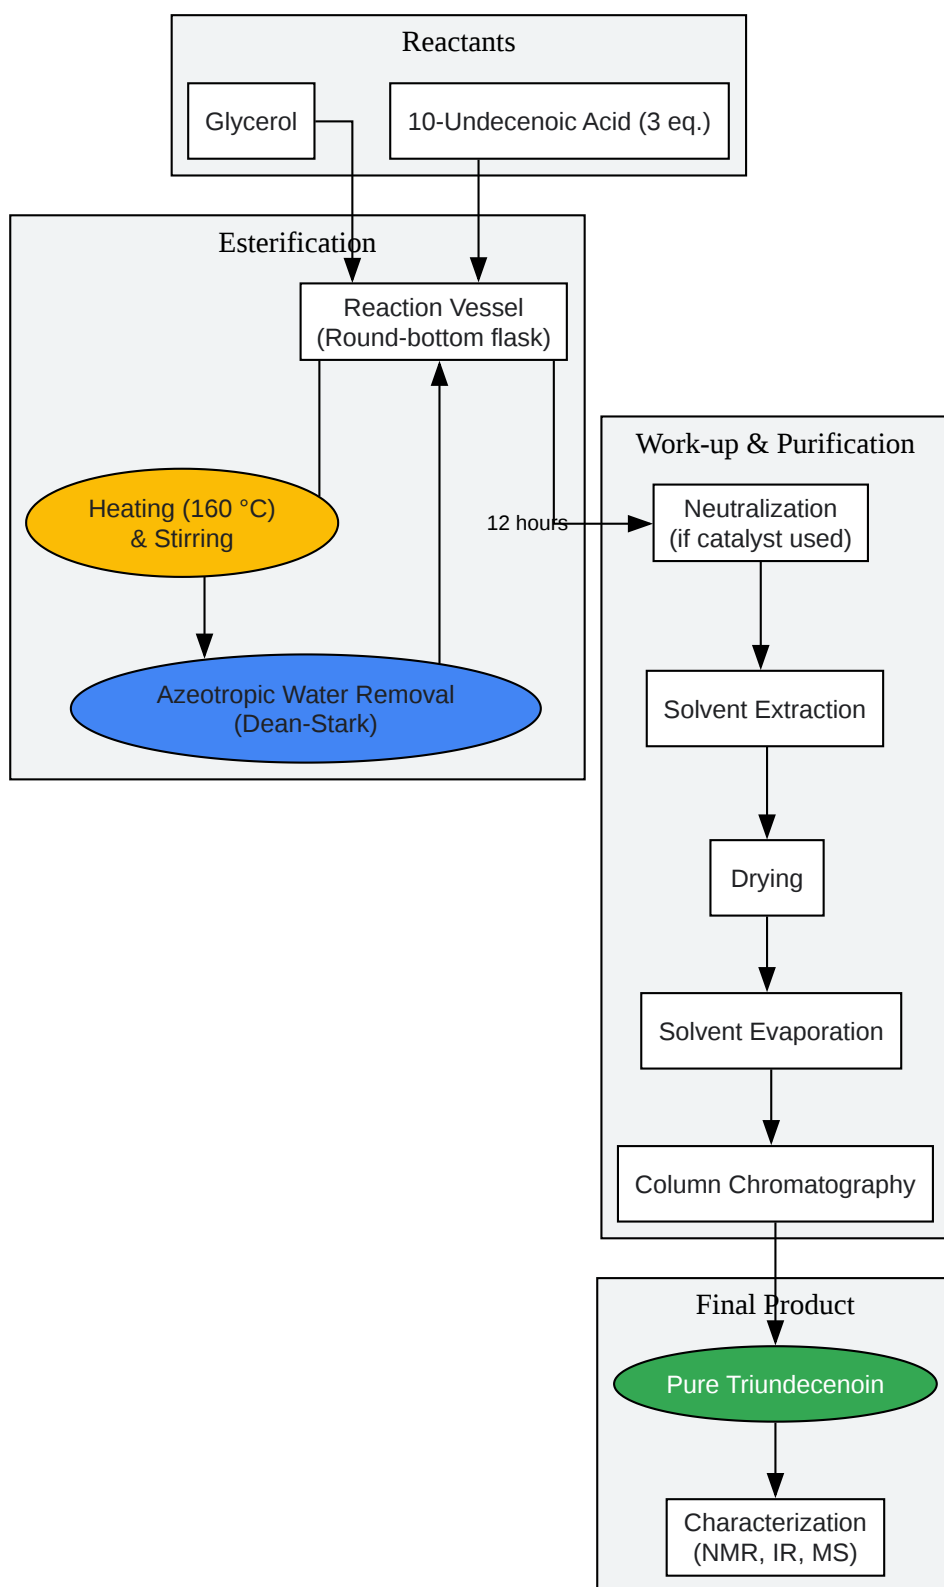 Reactants
Glycerol
10-Undecenoic Acid (3 eq.)
Esterification
Reaction Vessel
(Round-bottom flask)
Heating (160 °C)
& Stirring
Azeotropic Water Removal
(Dean-Stark)
12 hours
Work-up & Purification
Neutralization
(if catalyst used)
Solvent Extraction
Drying
Solvent Evaporation
Column Chromatography
Final Product
Pure Triundecenoin
Characterization
(NMR, IR, MS)